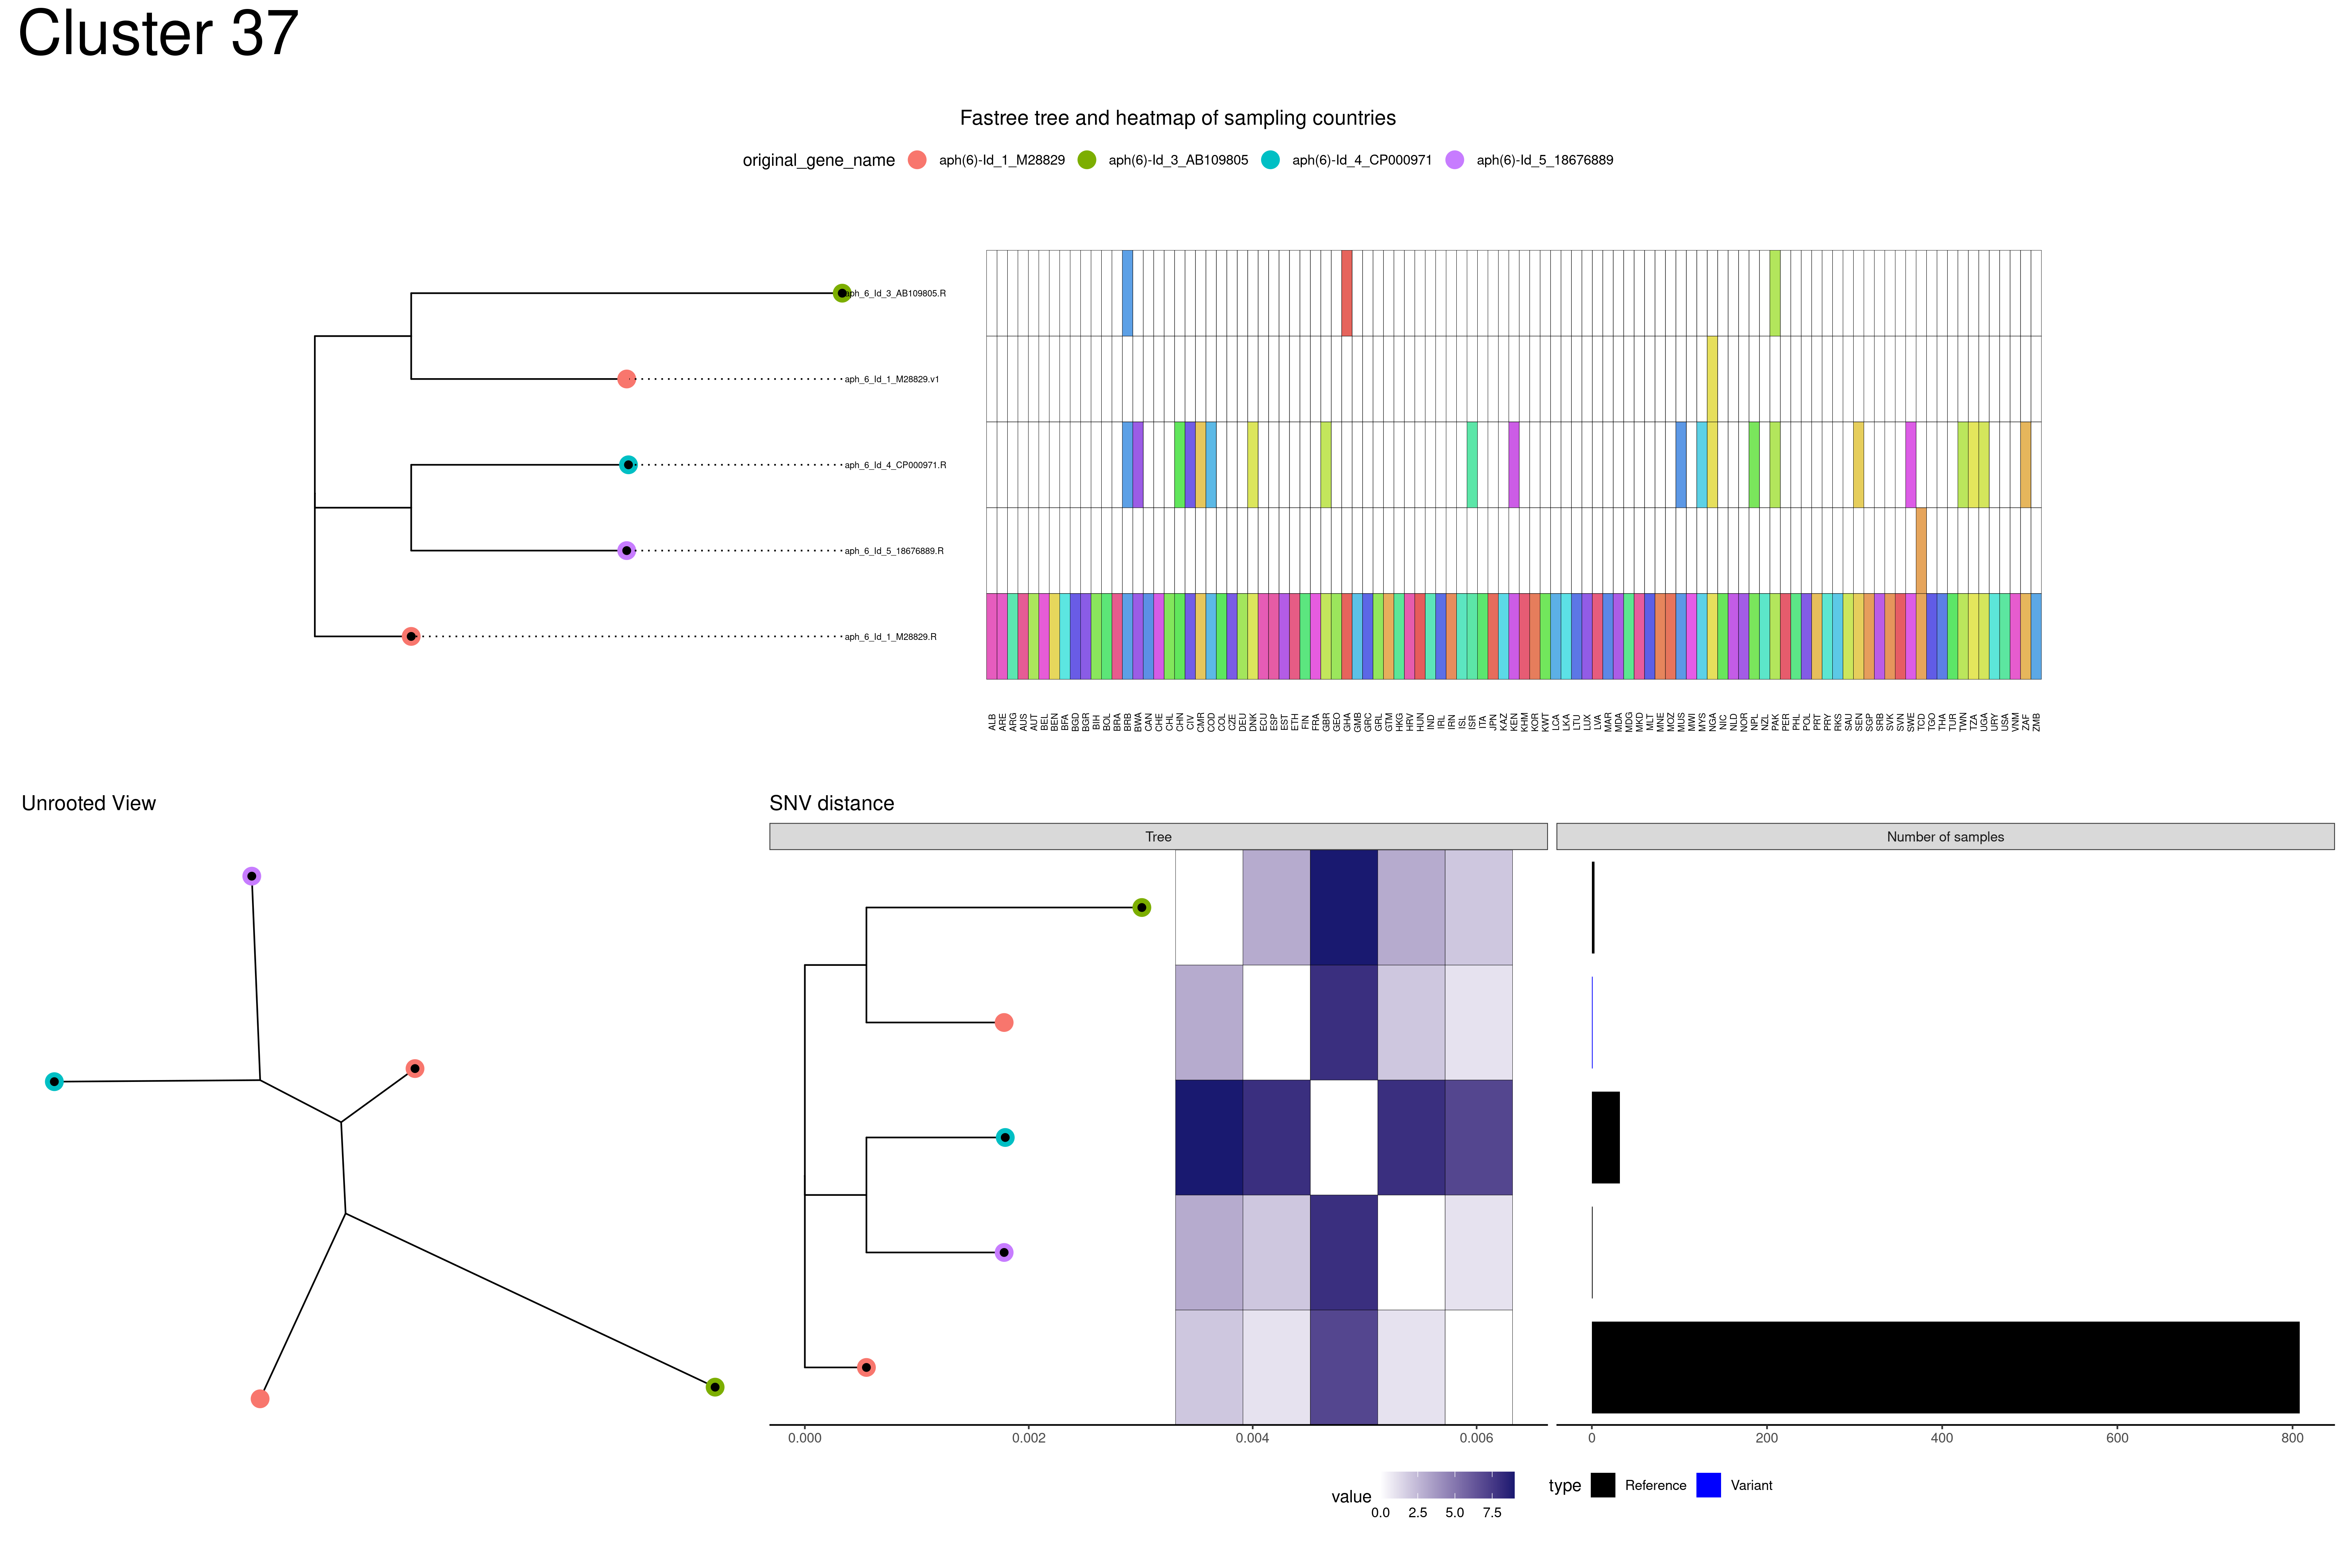 Cluster 37
Fastree tree and heatmap of sampling countries
original_gene_name aph(6)-Id_1_M28829 aph(6)-Id_3_AB109805 aph(6)-Id_4_CP000971 aph(6)-Id_5_18676889
aph_6_Id_3_AB109805.R
aph_6_Id_1_M28829.v1
aph_6_Id_4_CP000971.R
aph_6_Id_5_18676889.R
aph_6_Id_1_M28829.R
ALB ARE ARG AUS AUT BEL BEN BFA BGD BGR BIH BOL BRA BRB BWA CAN CHE CHL CHN CIV CMR COD COL CZE DEU DNK ECU ESP EST ETH FIN FRA GBR GEO GHA GMB GRC GRL GTM HKG HRV HUN IND IRL IRN ISL ISR ITA JPN KAZ KEN KHM KOR KWT LCA LKA LTU LUX LVA MAR MDA MDG MKD MLT MNE MOZ MUS MWI MYS NGA NIC NLD NOR NPL NZL PAK PER PHL POL PRT PRY RKS SAU SEN SGP SRB SVK SVN SWE TCD TGO THA TUR TWN TZA UGA URY USA VNM ZAF ZMB
Unrooted View
SNV distance
Tree
Number of samples
0.000 0.002 0.004 0.006
0 200 400 600 800
value 0.0 2.5 5.0 7.5
type Reference Variant